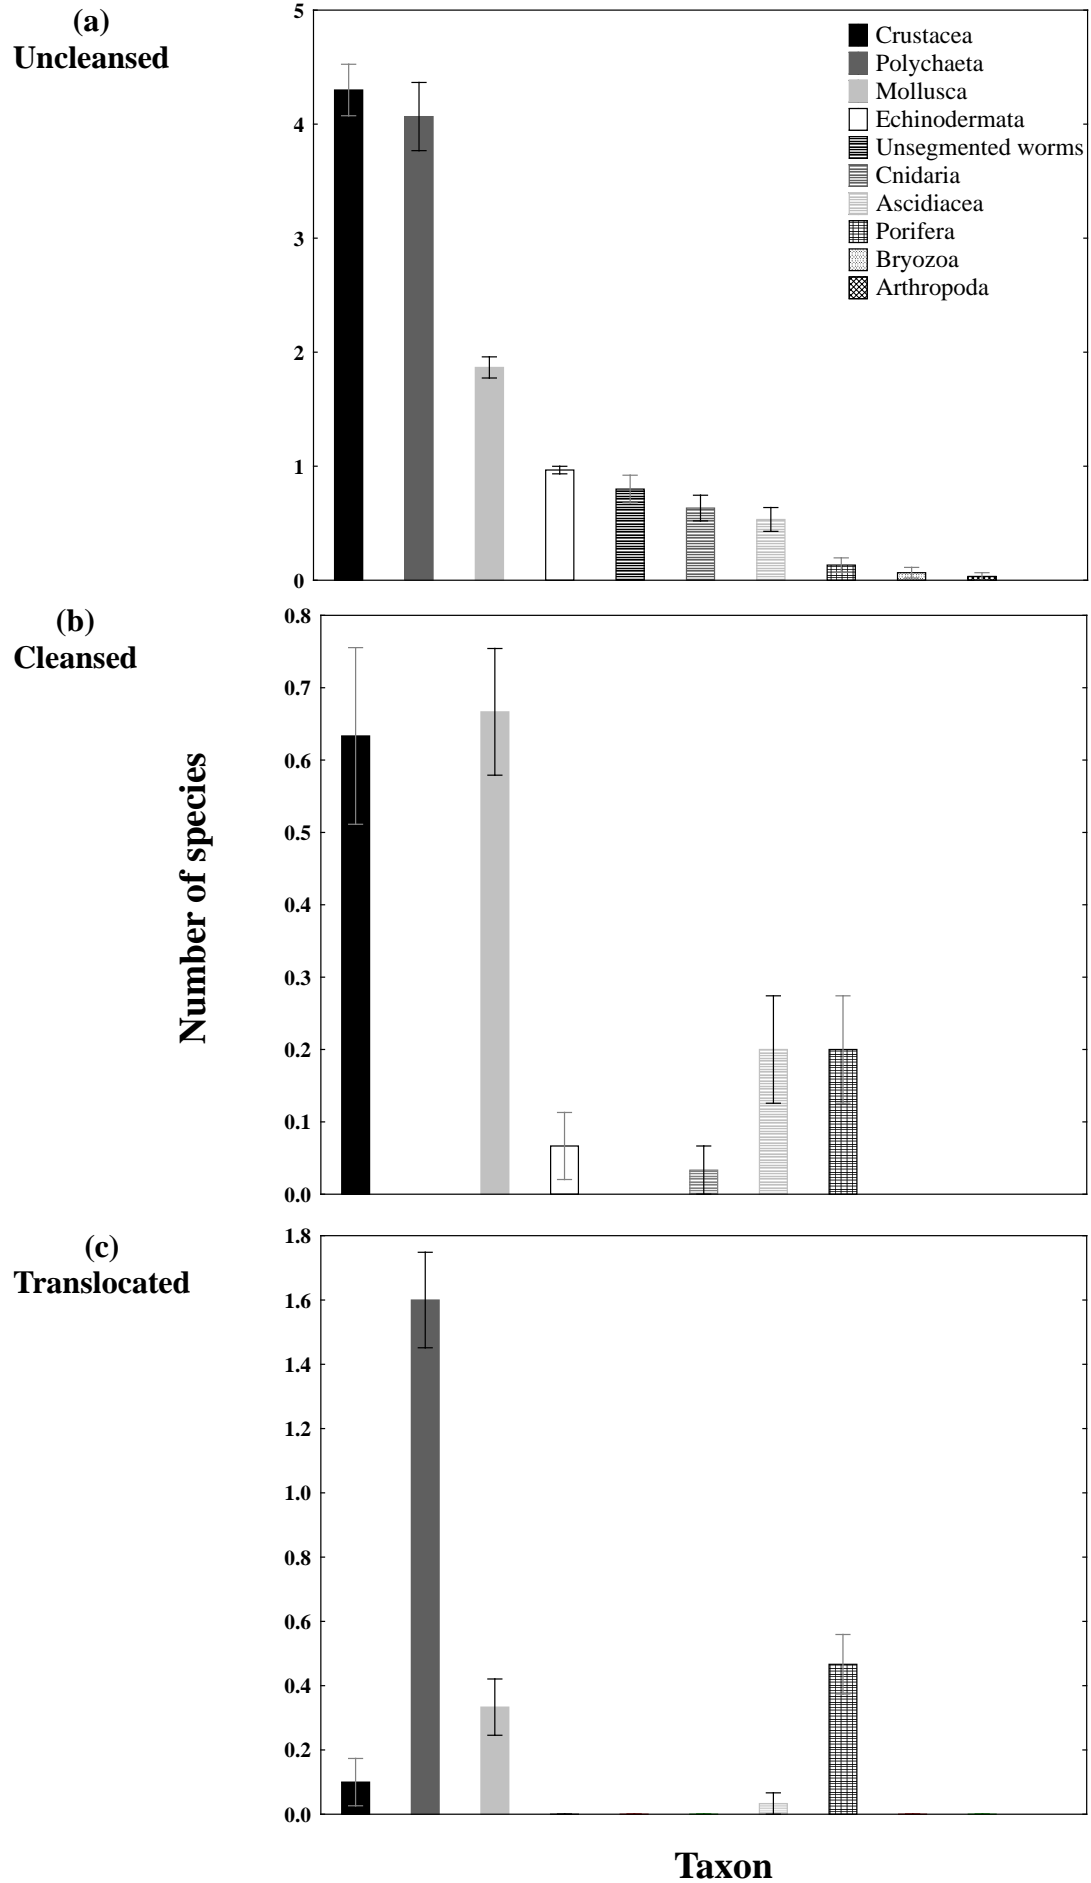 (a)
Uncleansed
5
4
3
2
1
0
Crustacea
Polychaeta
Mollusca
Echinodermata
Unsegmented worms
Cnidaria
Ascidiacea
Porifera
Bryozoa
Arthropoda
(b)
Cleansed
Number of species
0.8
0.7
0.6
0.5
0.4
0.3
0.2
0.1
0.0
(c)
Translocated
1.8
1.6
1.4
1.2
1.0
0.8
0.6
0.4
0.2
0.0
Taxon